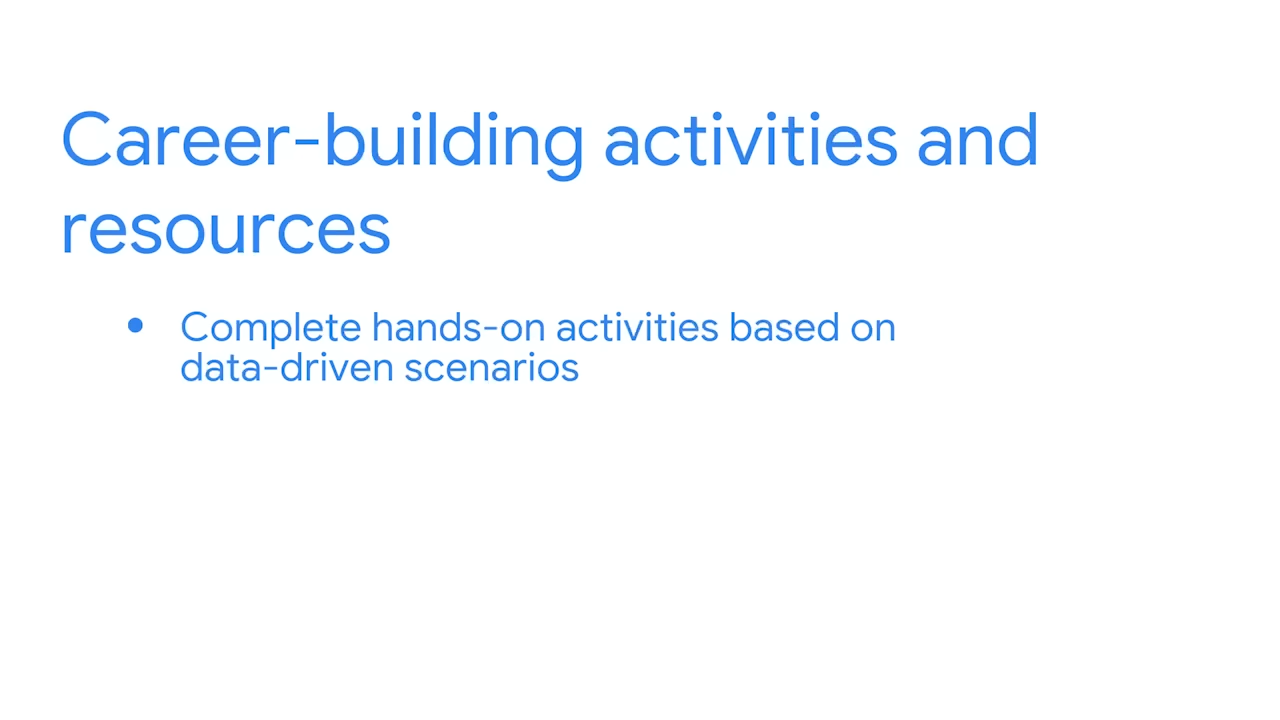 Career-building activities and
resources
• Complete hands-on activities based on
data-driven scenarios